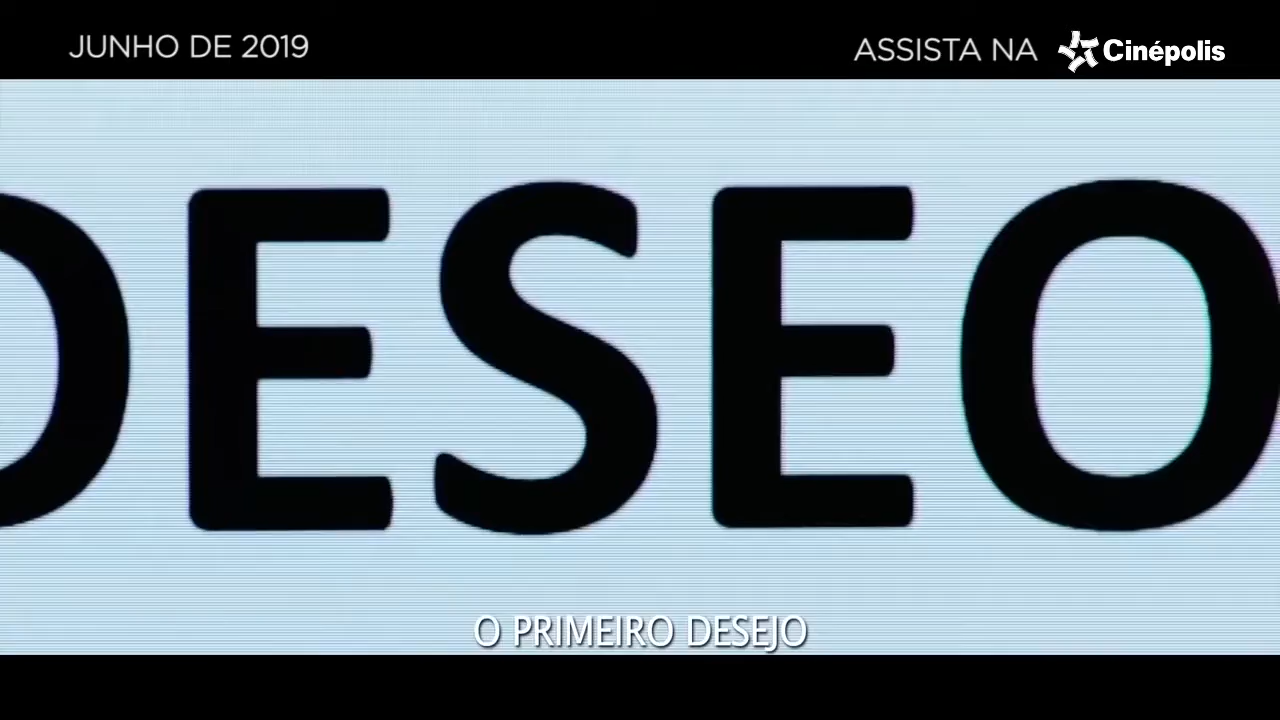 JUNHO DE 2019
ASSISTA NA Cinépolis
DESEO
O PRIMEIRO DESEJO